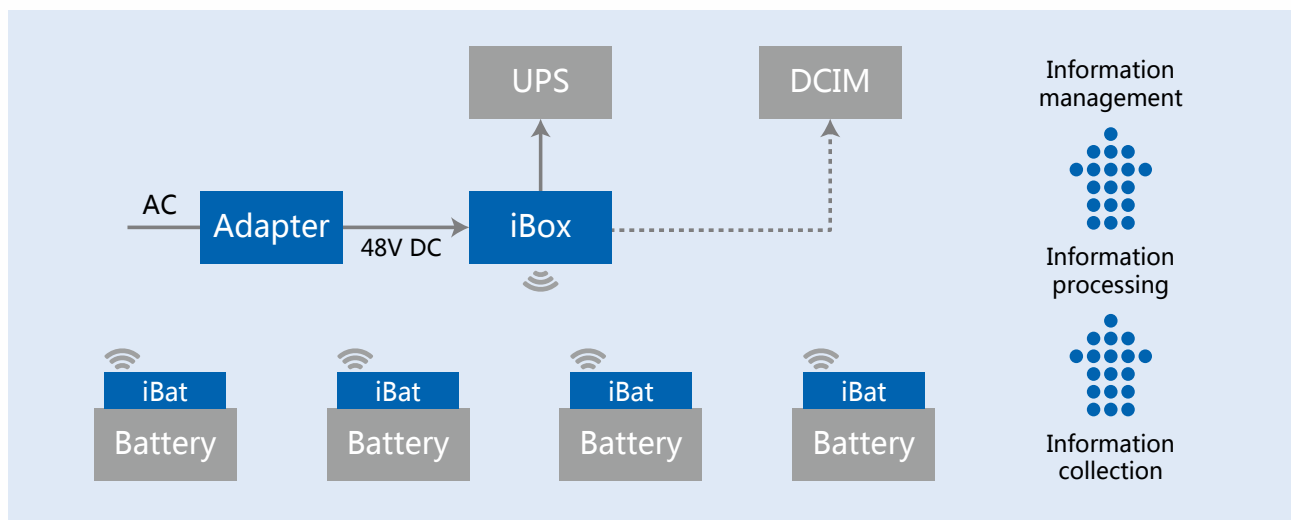 UPS
DCIM
Information
management
AC
Adapter
48V DC
iBox
Information
processing
iBat
iBat
iBat
iBat
Battery
Battery
Battery
Battery
Information
collection